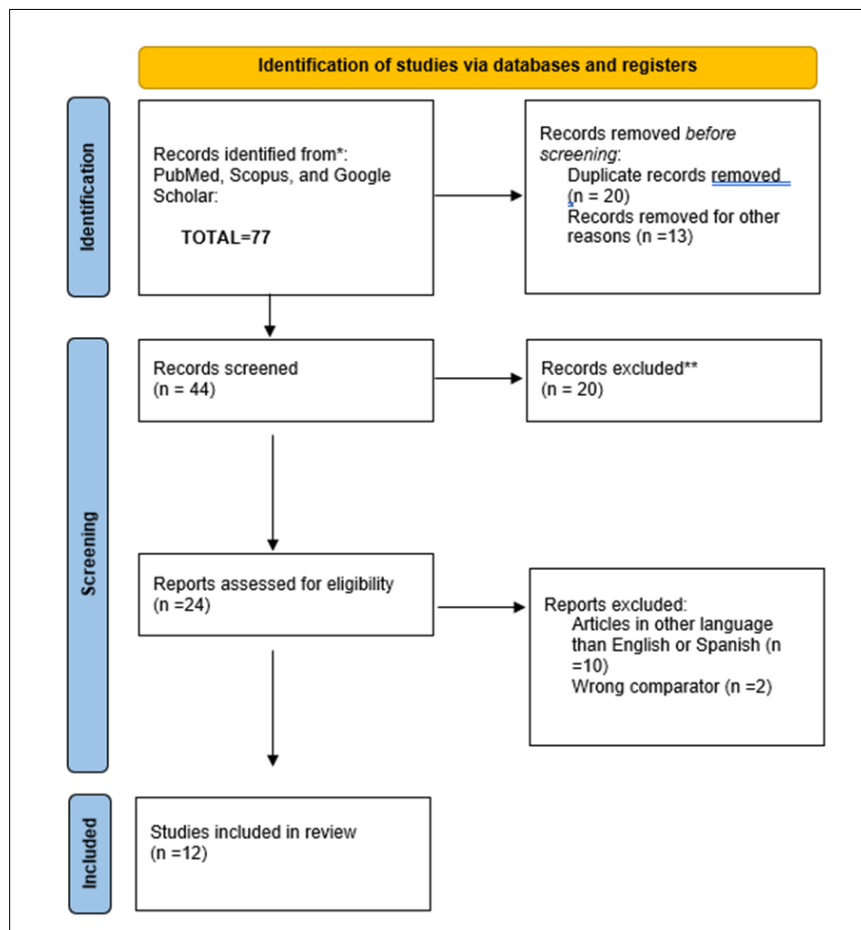 Identification of studies via databases and registers
Identification
Records identified from*:
PubMed, Scopus, and Google
Scholar:
TOTAL=77
Records removed before
screening:
Duplicate records removed
(n = 20)
Records removed for other
reasons (n =13)
Screening
Records screened
(n = 44)
Records excluded**
(n = 20)
Reports assessed for eligibility
(n =24)
Reports excluded:
Articles in other language
than English or Spanish (n
=10)
Wrong comparator (n =2)
Included
Studies included in review
(n =12)